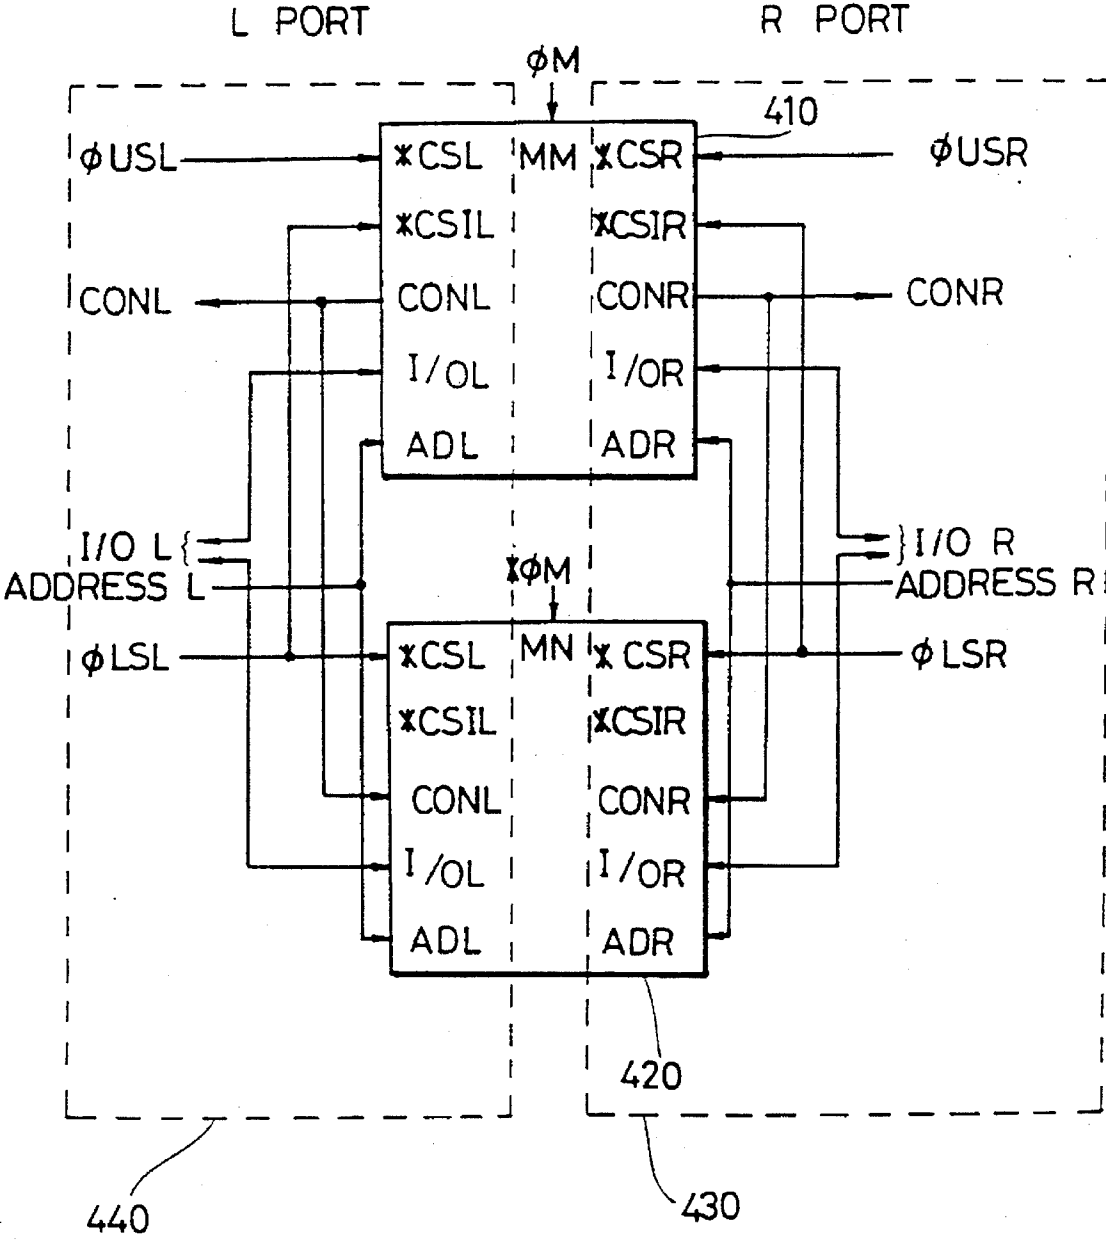 L PORT R PORT
ϕM
410
ϕUSL *CSL MM *CSR ϕUSR
*CSIL *CSIR
CONL CONL CONR CONR
I/OL I/OR
ADL ADR
I/O L { } I/O R
ADDRESS L *ϕM ADDRESS R
ϕLSL *CSL MN *CSR ϕLSR
*CSIL *CSIR
CONL CONR
I/OL I/OR
ADL ADR
420
440 430